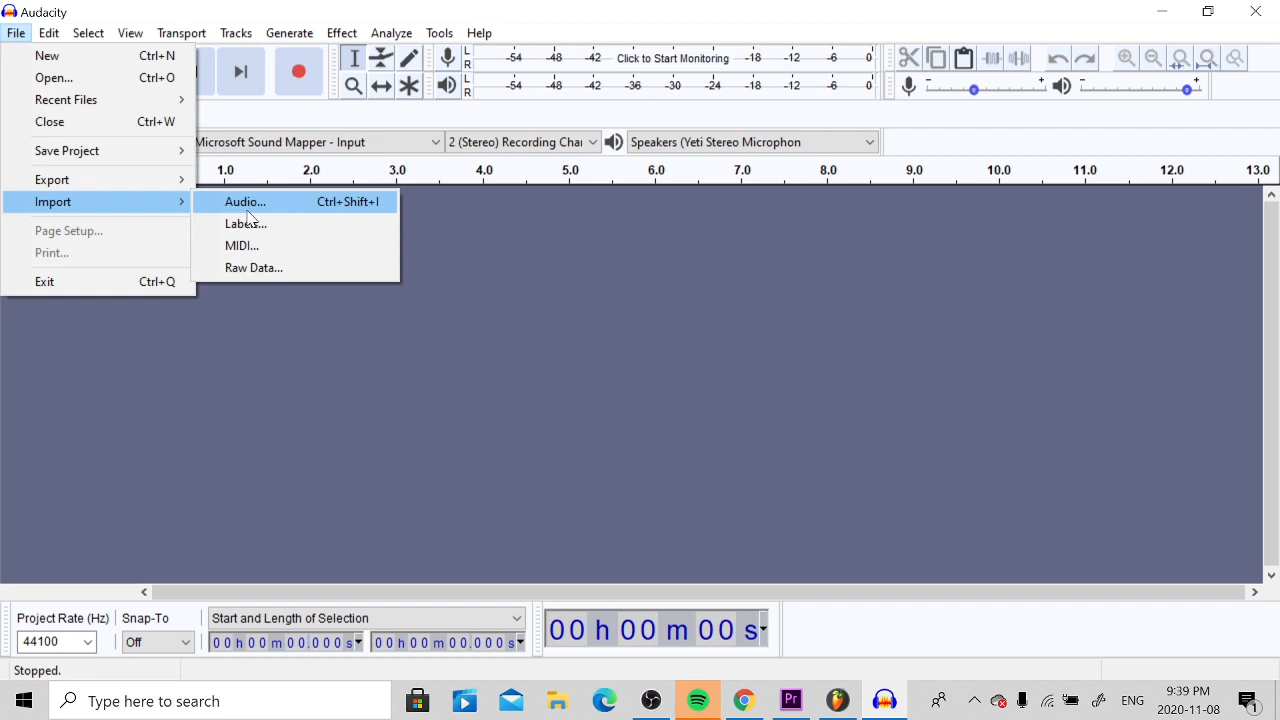 Audacity
File Edit Select View Transport Tracks Generate Effect Analyze Tools Help
New Ctrl+N
Open... Ctrl+O
Recent Files
Close Ctrl+W
Save Project
Export
Import
Page Setup...
Print...
Exit Ctrl+Q
Audio... Ctrl+Shift+I
MIDI...
Raw Data...
L -54 -48 -42 Click to Start Monitoring -18 -12 -6 0
R
L -54 -48 -42 -36 -30 -24 -18 -12 -6 0
R
Microsoft Sound Mapper - Input 2 (Stereo) Recording Chai Speakers (Yeti Stereo Microphon
1.0 2.0 3.0 4.0 5.0 6.0 7.0 8.0 9.0 10.0 11.0 12.0 13.0
Project Rate (Hz) Snap-To Start and Length of Selection
44100 Off 00 h 00 m 00.000 s 00 h 00 m 00.000 s
00 h 00 m 00 s
Stopped.
Type here to search
Pr
ENG
9:39 PM
2020-11-08
1